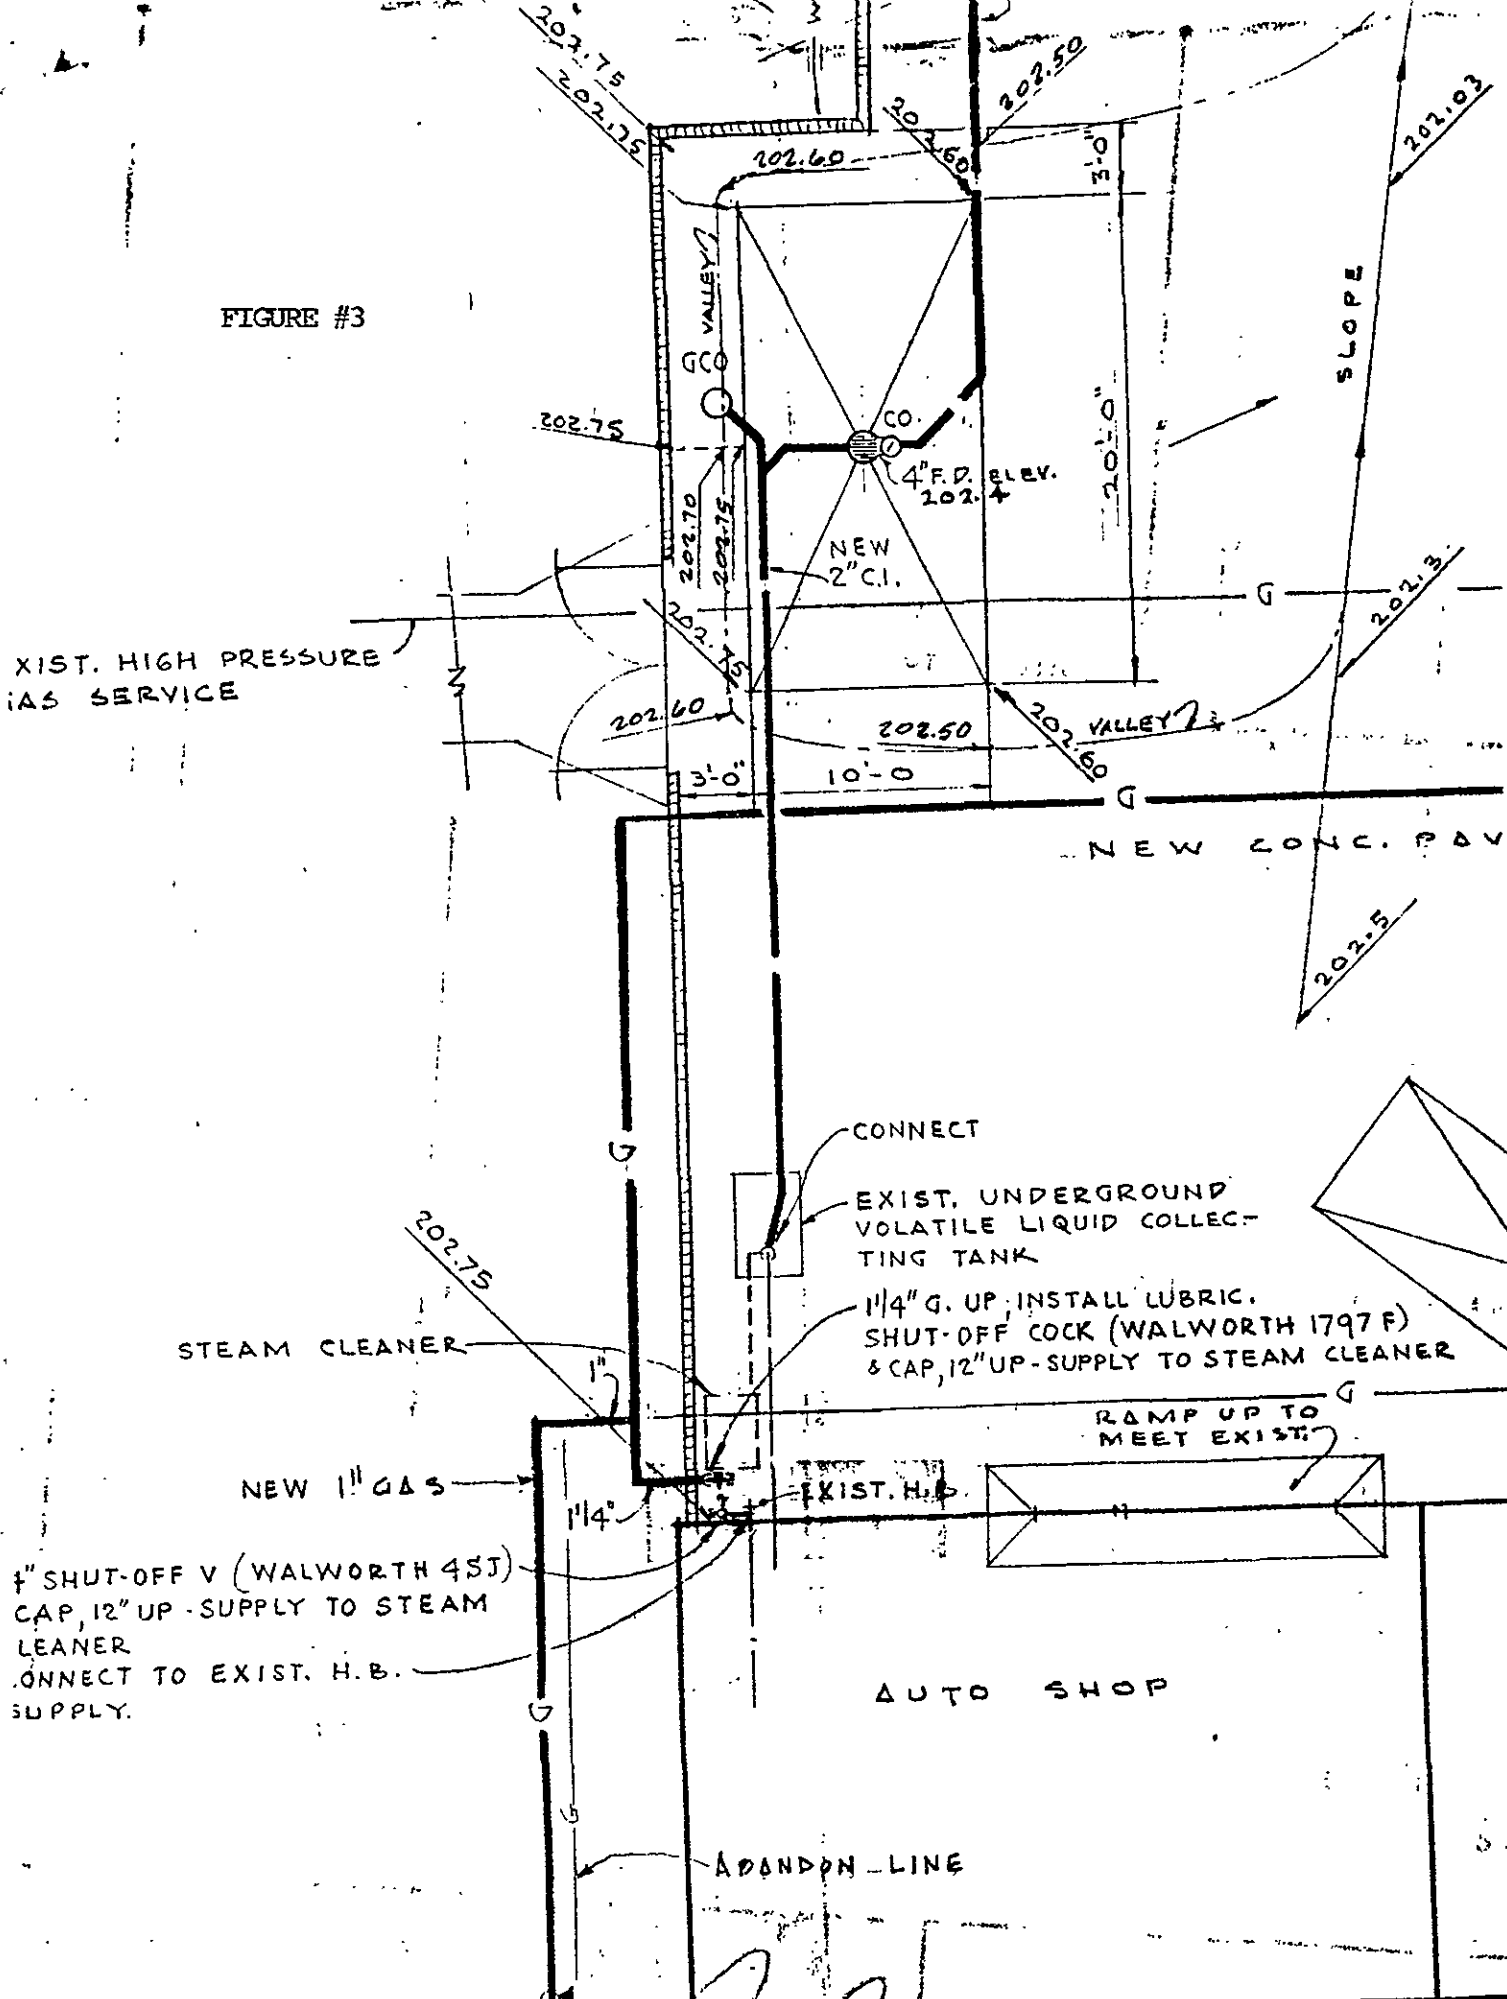 202.75
202.75
202.60
20
2.60
202.50
3'-0"
202.03
FIGURE #3
VALLEY
GCO
SLOPE
202.75
CO.
4" F.D. ELEV.
202.4
20'-0"
202.70
202.75
NEW
2" C.I.
G
202.3
202.75
XIST. HIGH PRESSURE
AS SERVICE
202.60
202.50
202.60
VALLEY
3'-0"
10'-0
G
NEW CONC. PAV
202.5
CONNECT
G
EXIST. UNDERGROUND
VOLATILE LIQUID COLLEC-
TING TANK
202.75
1 1/4" G. UP, INSTALL LUBRIC.
SHUT-OFF COCK (WALWORTH 1797 F)
& CAP, 12" UP - SUPPLY TO STEAM CLEANER
STEAM CLEANER
1"
G
RAMP UP TO
MEET EXIST.
NEW 1" GAS
EXIST. H.B.
1 1/4"
" SHUT-OFF V (WALWORTH 4SJ)
CAP, 12" UP - SUPPLY TO STEAM
LEANER
ONNECT TO EXIST. H.B.
SUPPLY.
AUTO SHOP
G
G
ABANDON LINE